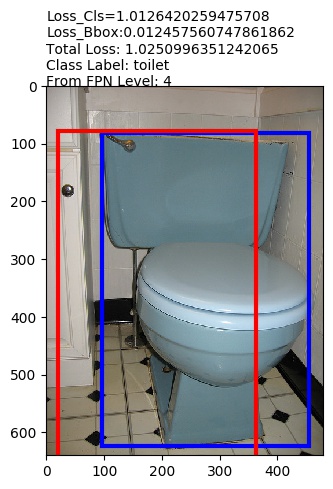 Loss_Cls=1.0126420259475708
Loss_Bbox:0.012457560747861862
Total Loss: 1.0250996351242065
Class Label: toilet
From FPN Level: 4
0
100
200
300
400
500
600
0 100 200 300 400